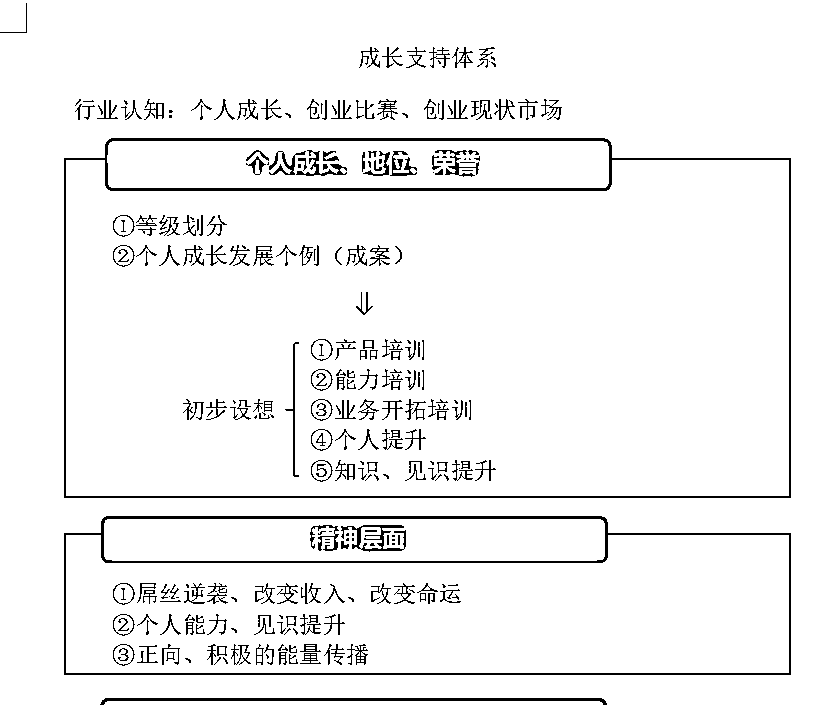 成长支持体系
行业认知：个人成长、创业比赛、创业现状市场
个人成长、地位、荣誉
①等级划分
②个人成长发展个例（成案）
⇓
初步设想
①产品培训
②能力培训
③业务开拓培训
④个人提升
⑤知识、见识提升
精神层面
①屌丝逆袭、改变收入、改变命运
②个人能力、见识提升
③正向、积极的能量传播